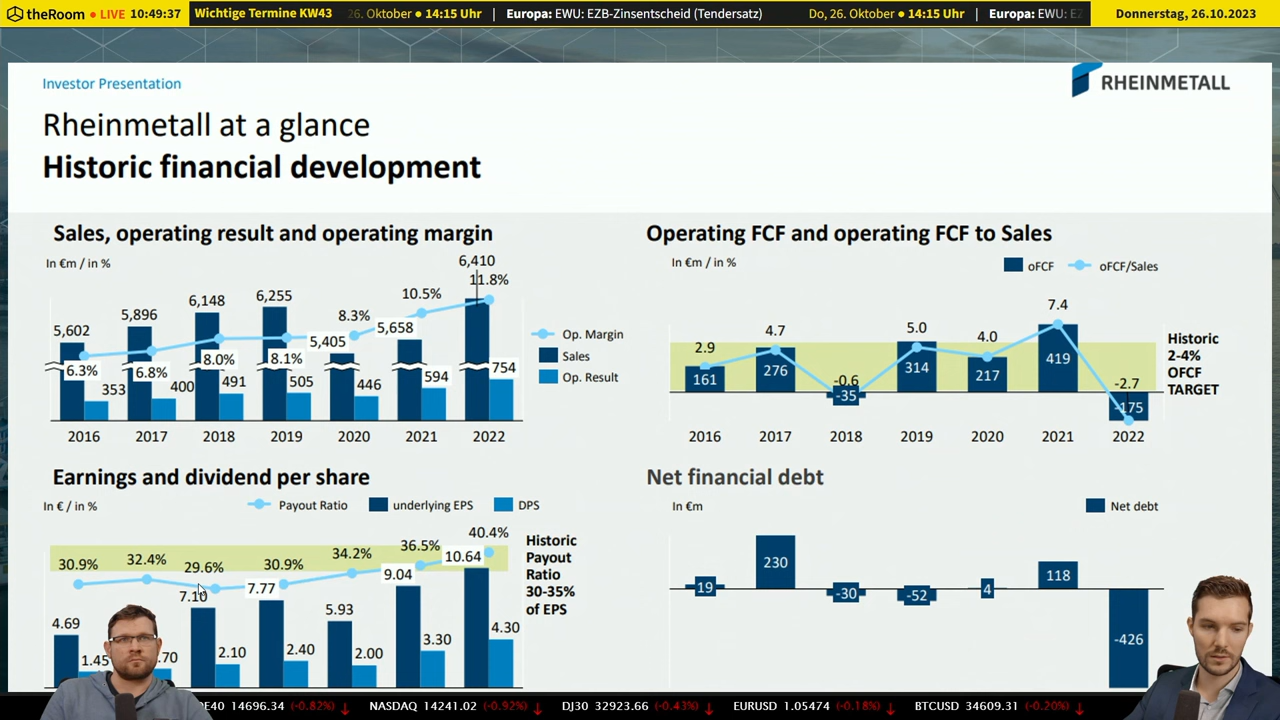 theRoom ● LIVE 10:49:37 Wichtige Termine KW43 26. Oktober ● 14:15 Uhr | Europa: EWU: EZB-Zinsentscheid (Tendersatz) Do, 26. Oktober ● 14:15 Uhr | Europa: EWU: Donnerstag, 26.10.2023
Investor Presentation
RHEINMETALL
Rheinmetall at a glance
Historic financial development
Sales, operating result and operating margin
In €m / in %
6,410
11.8%
10.5%
6,255
6,148
5,896
8.3%
5,658
5,602
5,405
8.1%
8.0%
6.8%
6.3%
754
594
505
491
446
400
353
Op. Margin
Sales
Op. Result
2016 2017 2018 2019 2020 2021 2022
Operating FCF and operating FCF to Sales
In €m / in %
oFCF oFCF/Sales
7.4
4.7 5.0
4.0
2.9
-0.6 -2.7
161 276 -35 314 217 419 -175
Historic
2-4%
OFCF
TARGET
2016 2017 2018 2019 2020 2021 2022
Earnings and dividend per share
In € / in %
Payout Ratio underlying EPS DPS
30.9% 32.4% 29.6% 30.9% 34.2% 36.5% 40.4%
4.69 7.10 7.77 5.93 9.04 10.64
1.45 .70 2.10 2.40 2.00 3.30 4.30
Historic
Payout
Ratio
30-35%
of EPS
Net financial debt
In €m
Net debt
19 230 -30 -52 4 118 -426
E40 14696.34 (-0.82%) NASDAQ 14241.02 (-0.92%) DJ30 32923.66 (-0.43%) EURUSD 1.05474 (-0.18%) BTCUSD 34609.31 (-0.20%)